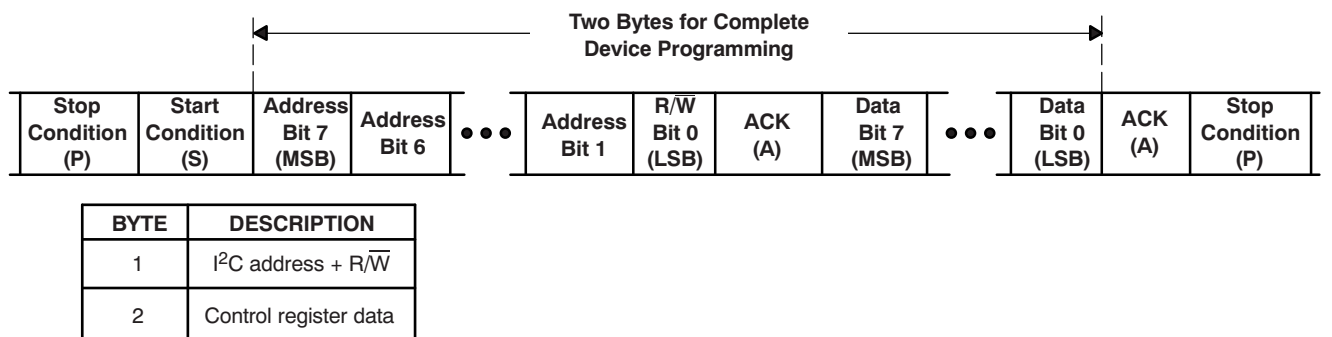 Two Bytes for Complete
Device Programming
Stop
Condition
(P)
Start
Condition
(S)
Address
Bit 7
(MSB)
Address
Bit 6
•••
Address
Bit 1
R/W̅
Bit 0
(LSB)
ACK
(A)
Data
Bit 7
(MSB)
•••
Data
Bit 0
(LSB)
ACK
(A)
Stop
Condition
(P)
BYTE DESCRIPTION
1 I²C address + R/W̅
2 Control register data